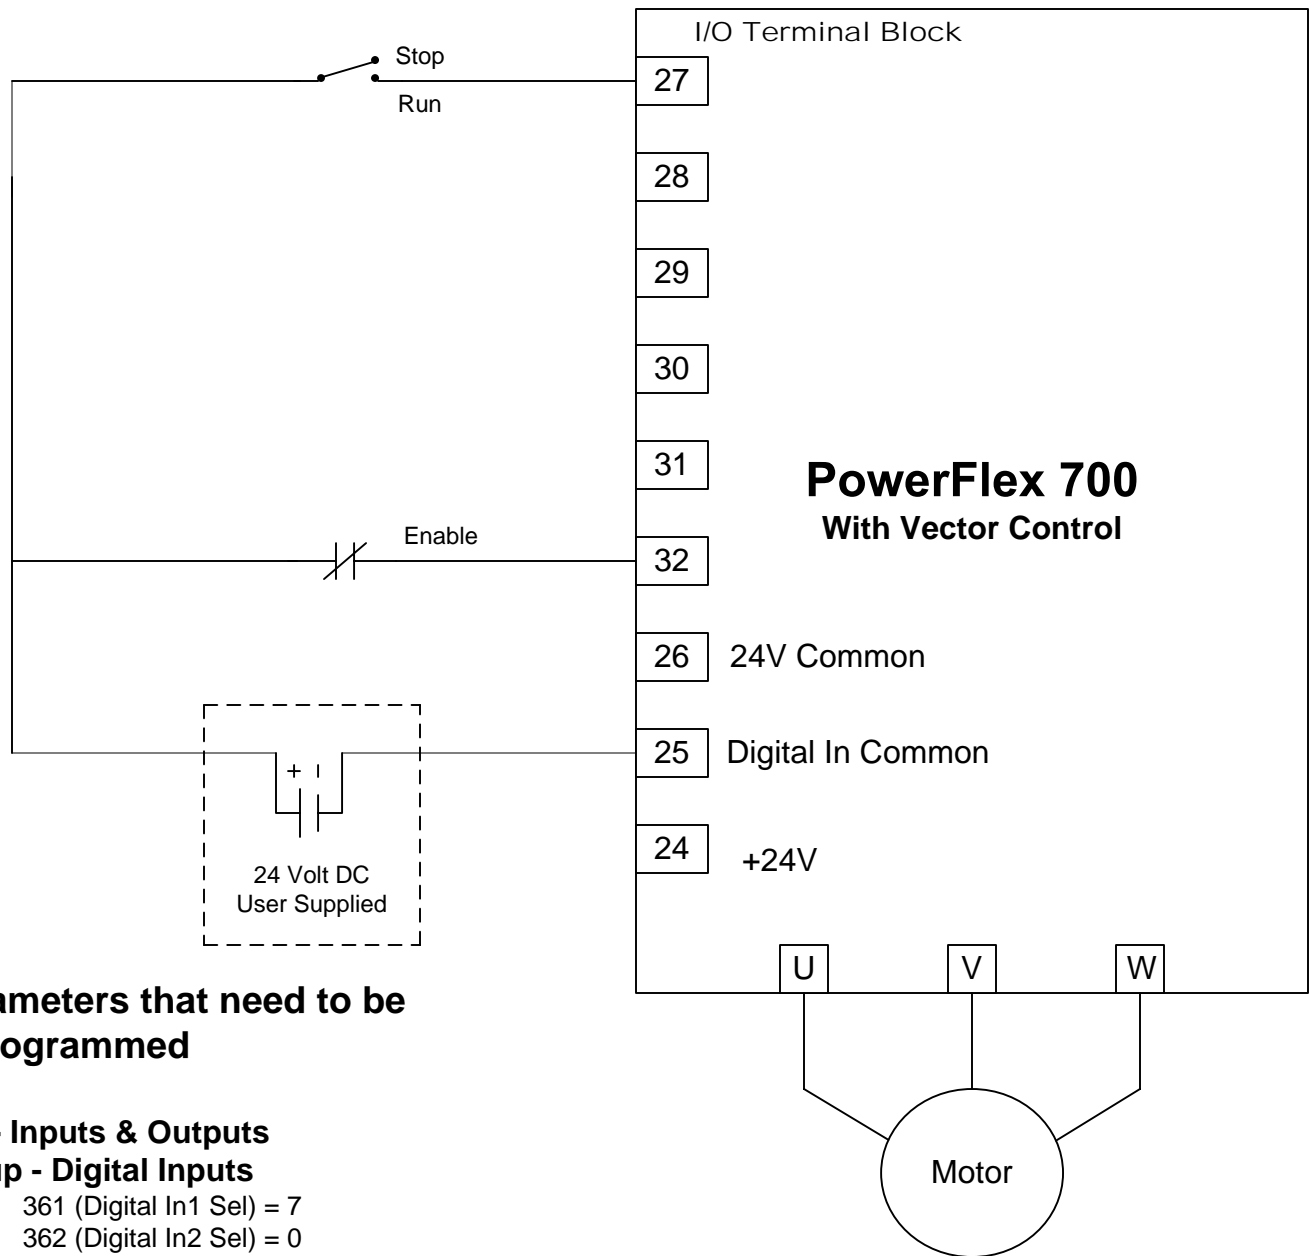 I/O Terminal Block
Stop
Run
27
28
29
30
31
Enable
32
PowerFlex 700
With Vector Control
26 24V Common
25 Digital In Common
24 +24V
+ I
24 Volt DC
User Supplied
U V W
Motor
ameters that need to be
ogrammed
- Inputs & Outputs
up - Digital Inputs
361 (Digital In1 Sel) = 7
362 (Digital In2 Sel) = 0